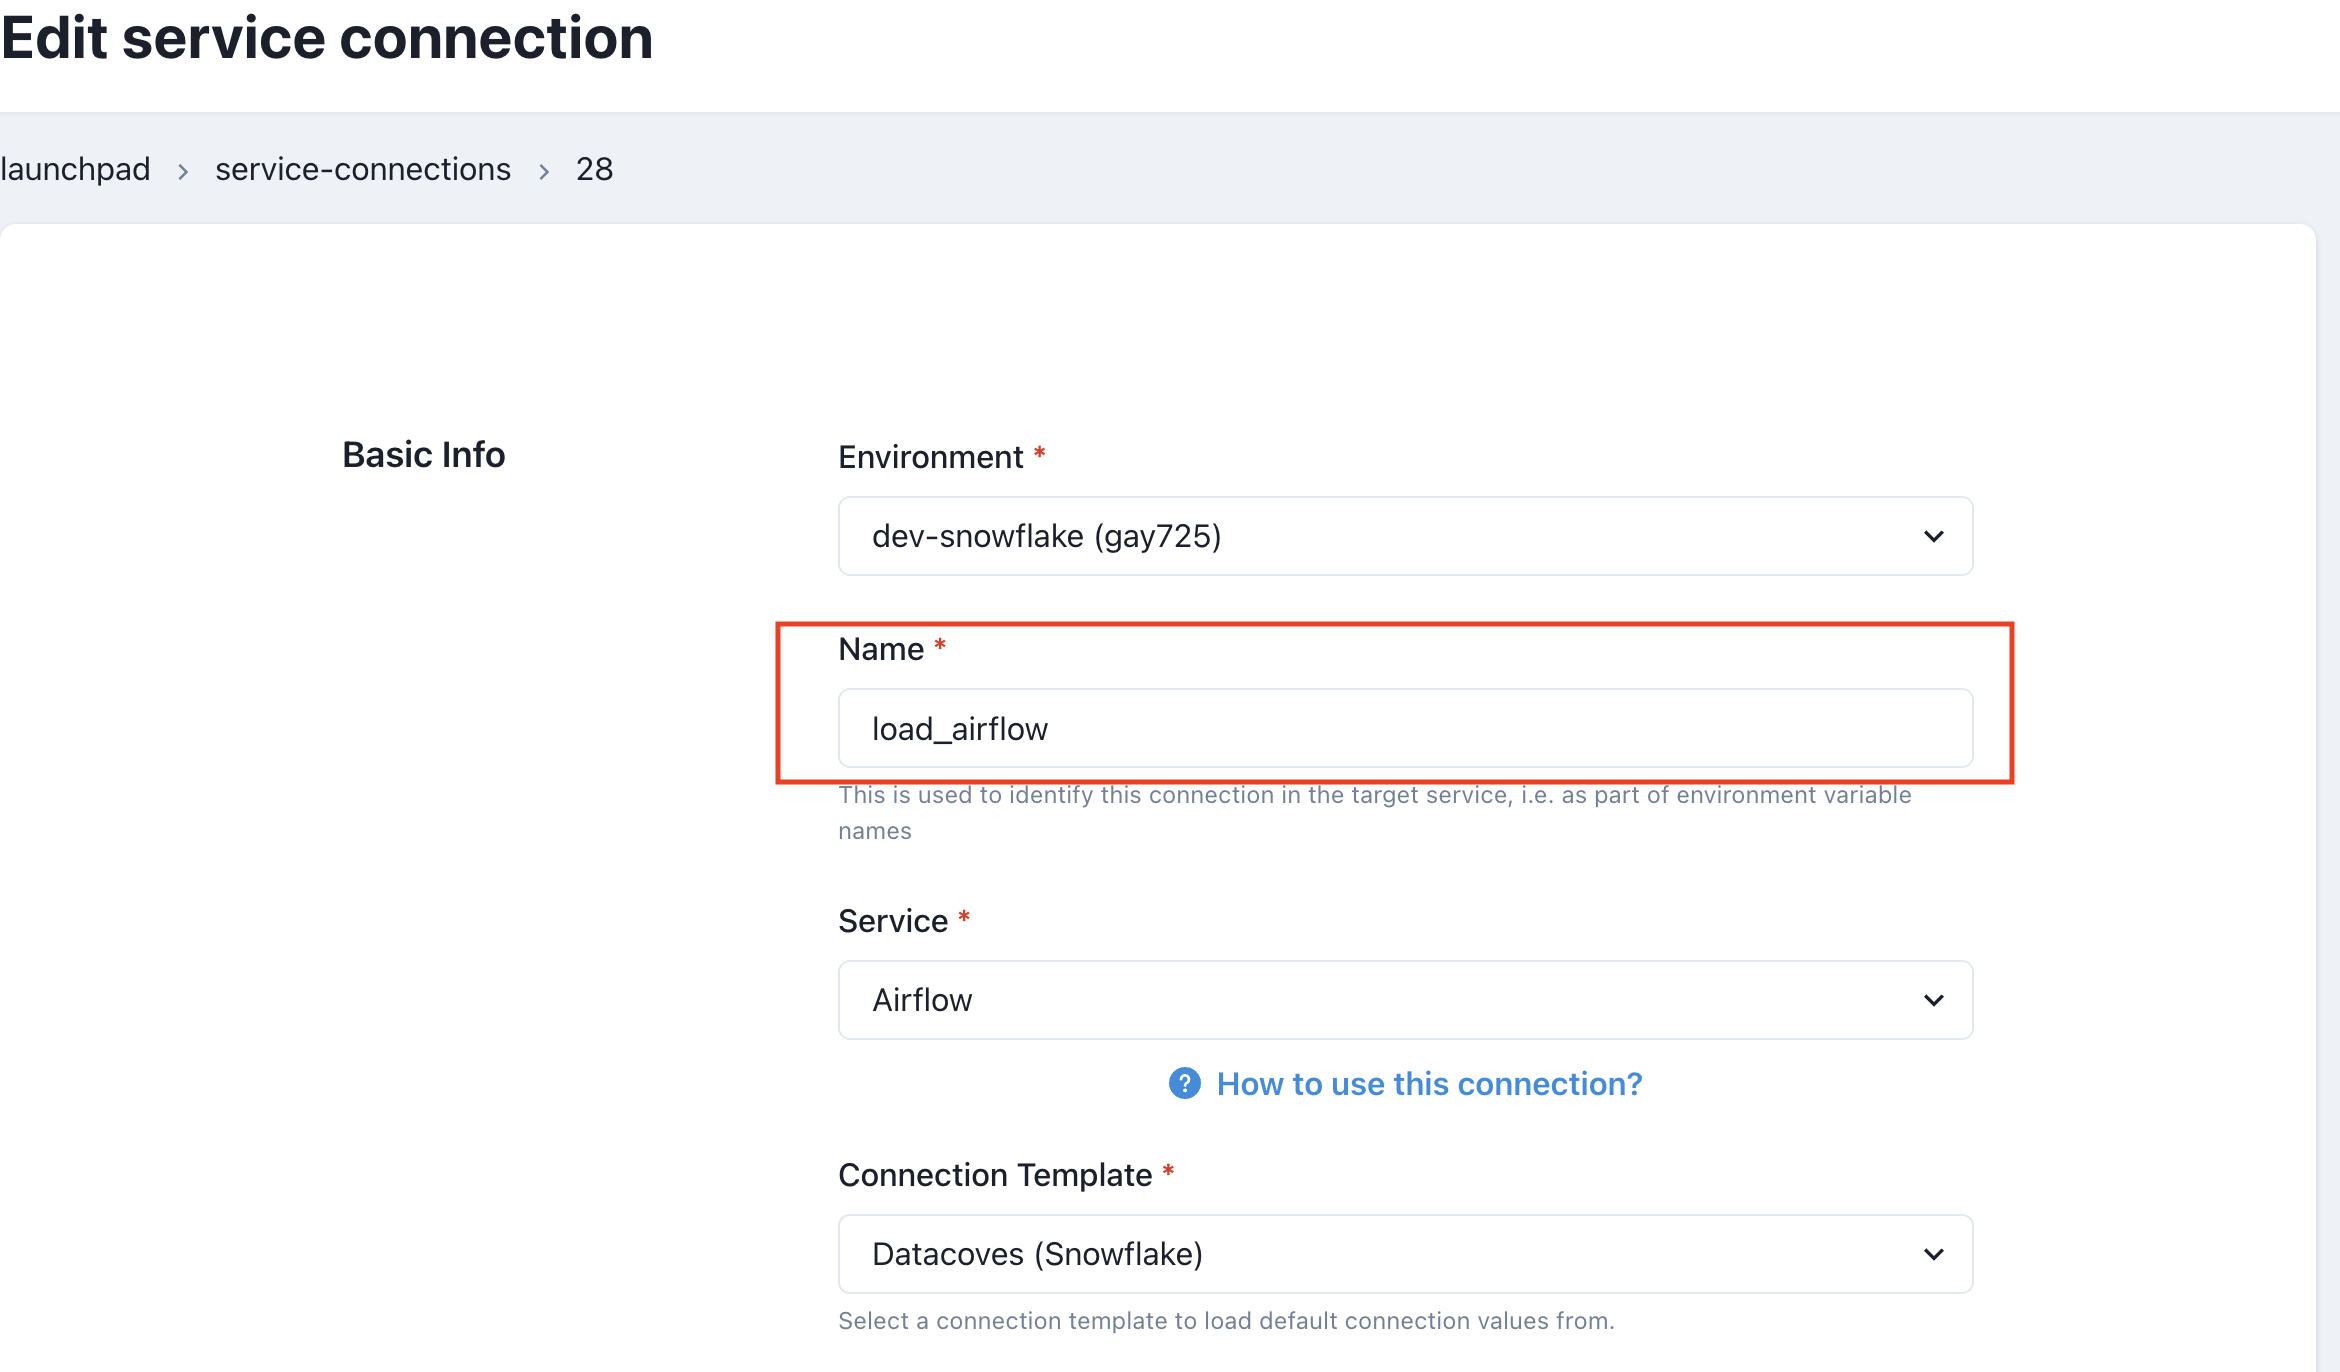 Edit service connection
launchpad > service-connections > 28
Basic Info
Environment *
dev-snowflake (gay725)
Name *
load_airflow
This is used to identify this connection in the target service, i.e. as part of environment variable
names
Service *
Airflow
? How to use this connection?
Connection Template *
Datacoves (Snowflake)
Select a connection template to load default connection values from.